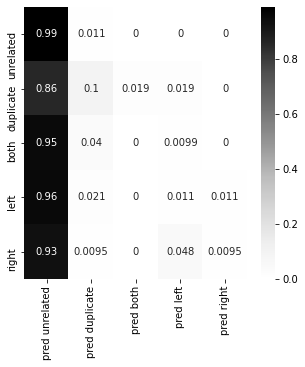 unrelated 0.99 0.011 0 0 0
duplicate 0.86 0.1 0.019 0.019 0
both 0.95 0.04 0 0.0099 0
left 0.96 0.021 0 0.011 0.011
right 0.93 0.0095 0 0.048 0.0095
pred unrelated
pred duplicate
pred both
pred left
pred right
0.8
0.6
0.4
0.2
0.0